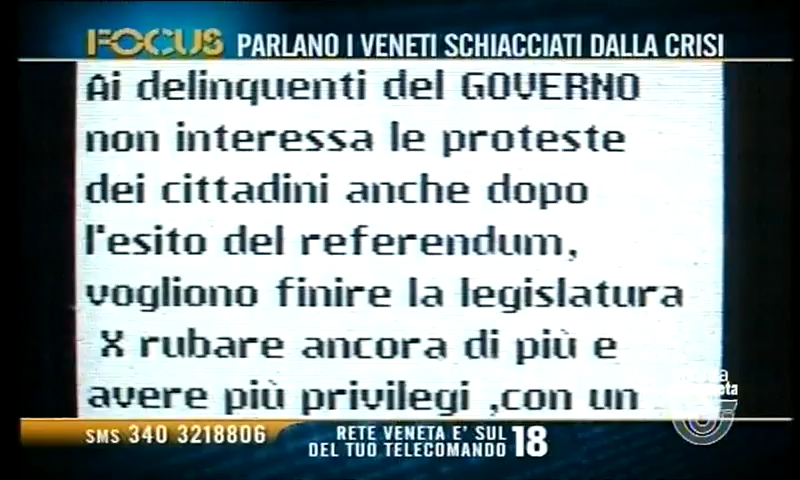 FOCUS PARLANO I VENETI SCHIACCIATI DALLA CRISI
Ai delinquenti del GOVERNO
non interessa le proteste
dei cittadini anche dopo
l'esito del referendum,
vogliono finire la legislatura
X rubare ancora di più e
avere più privilegi ,con un
SMS 340 3218806
RETE VENETA E' SUL
DEL TUO TELECOMANDO 18